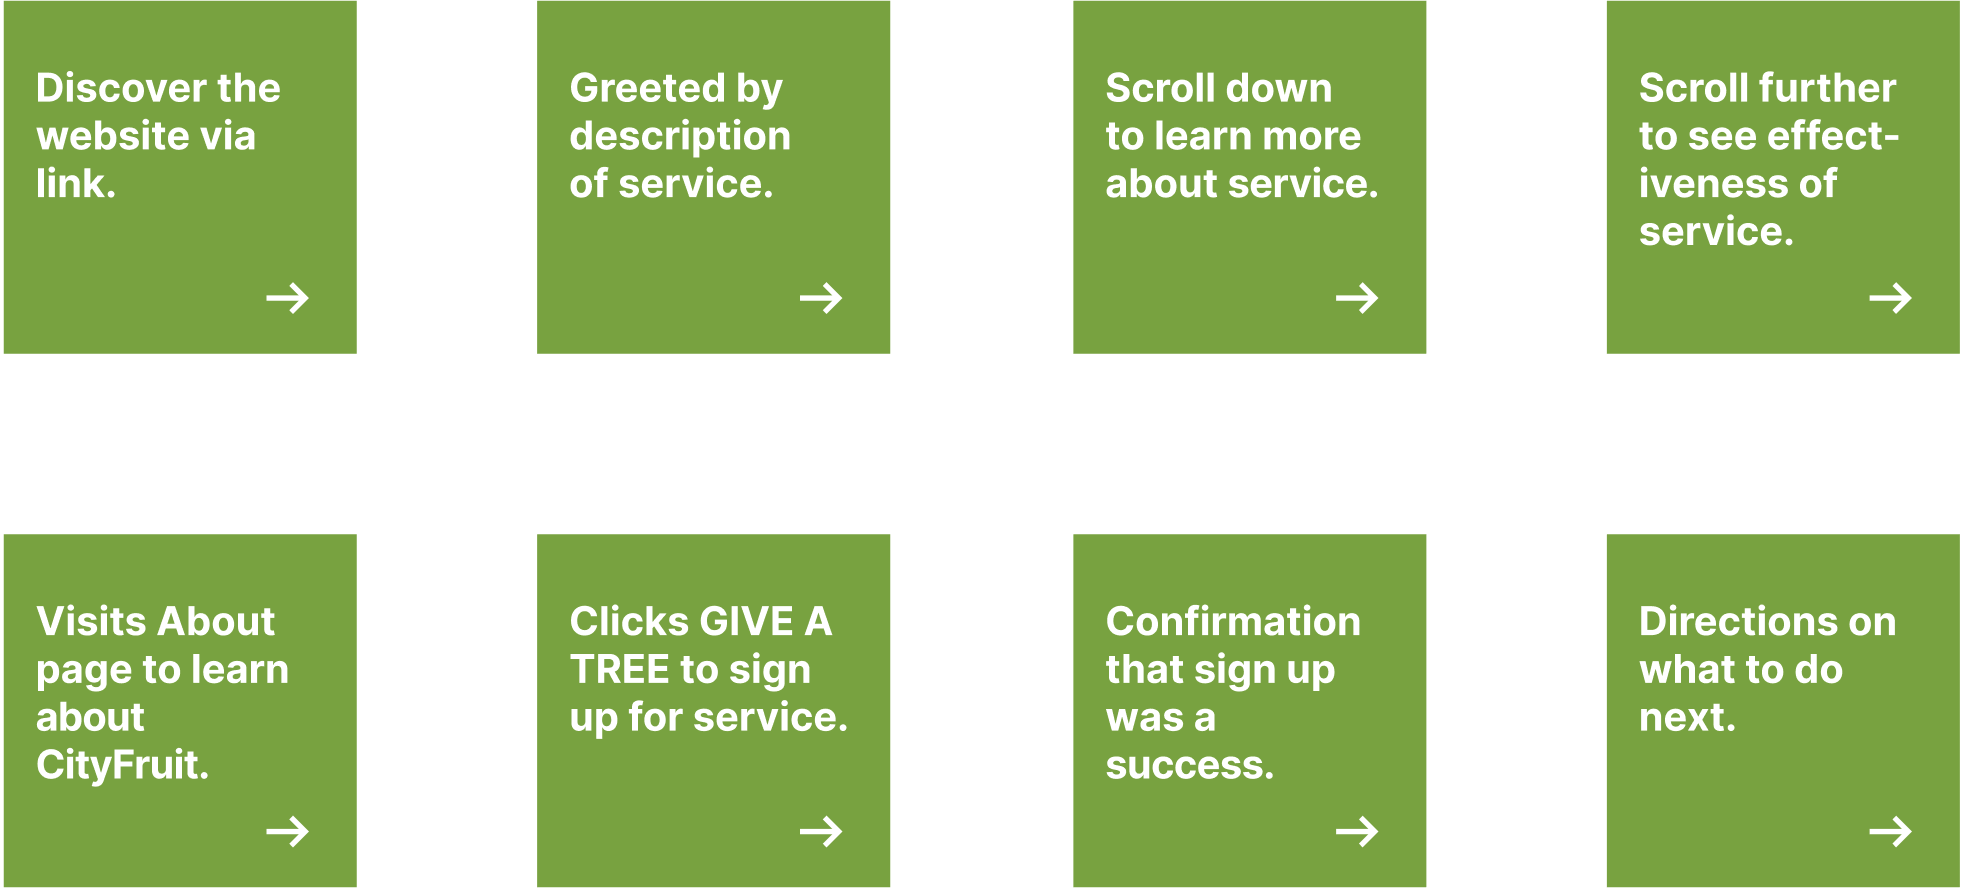 Discover the
website via
link.
Greeted by
description
of service.
Scroll down
to learn more
about service.
Scroll further
to see effect-
iveness of
service.
Visits About
page to learn
about
CityFruit.
Clicks GIVE A
TREE to sign
up for service.
Confirmation
that sign up
was a
success.
Directions on
what to do
next.